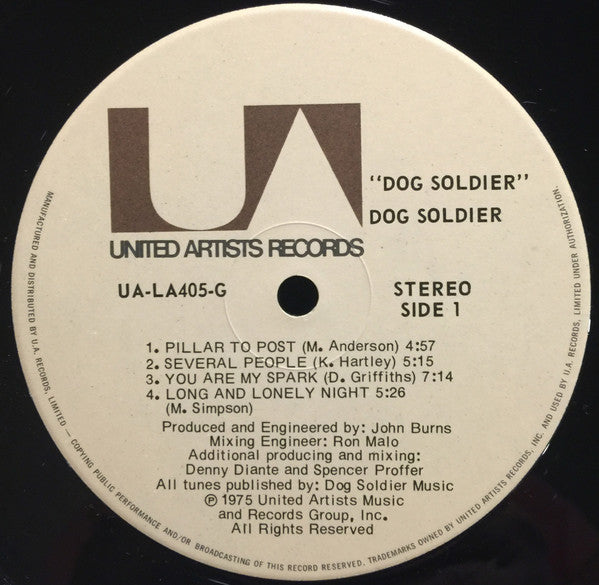 UA
UNITED ARTISTS RECORDS
"DOG SOLDIER"
DOG SOLDIER
UA-LA405-G
STEREO
SIDE 1
1. PILLAR TO POST (M. Anderson) 4:57
2. SEVERAL PEOPLE (K. Hartley) 5:15
3. YOU ARE MY SPARK (D. Griffiths) 7:14
4. LONG AND LONELY NIGHT 5:26
(M. Simpson)
Produced and Engineered by: John Burns
Mixing Engineer: Ron Malo
Additional producing and mixing:
Denny Diante and Spencer Proffer
All tunes published by: Dog Soldier Music
℗ 1975 United Artists Music
and Records Group, Inc.
All Rights Reserved
MANUFACTURED AND DISTRIBUTED BY U.A. RECORDS, LIMITED — COPYING PUBLIC PERFORMANCE AND/OR BROADCASTING OF THIS RECORD RESERVED. TRADEMARKS OWNED BY UNITED ARTISTS RECORDS, INC. AND USED BY U.A. RECORDS, LIMITED UNDER AUTHORIZATION.